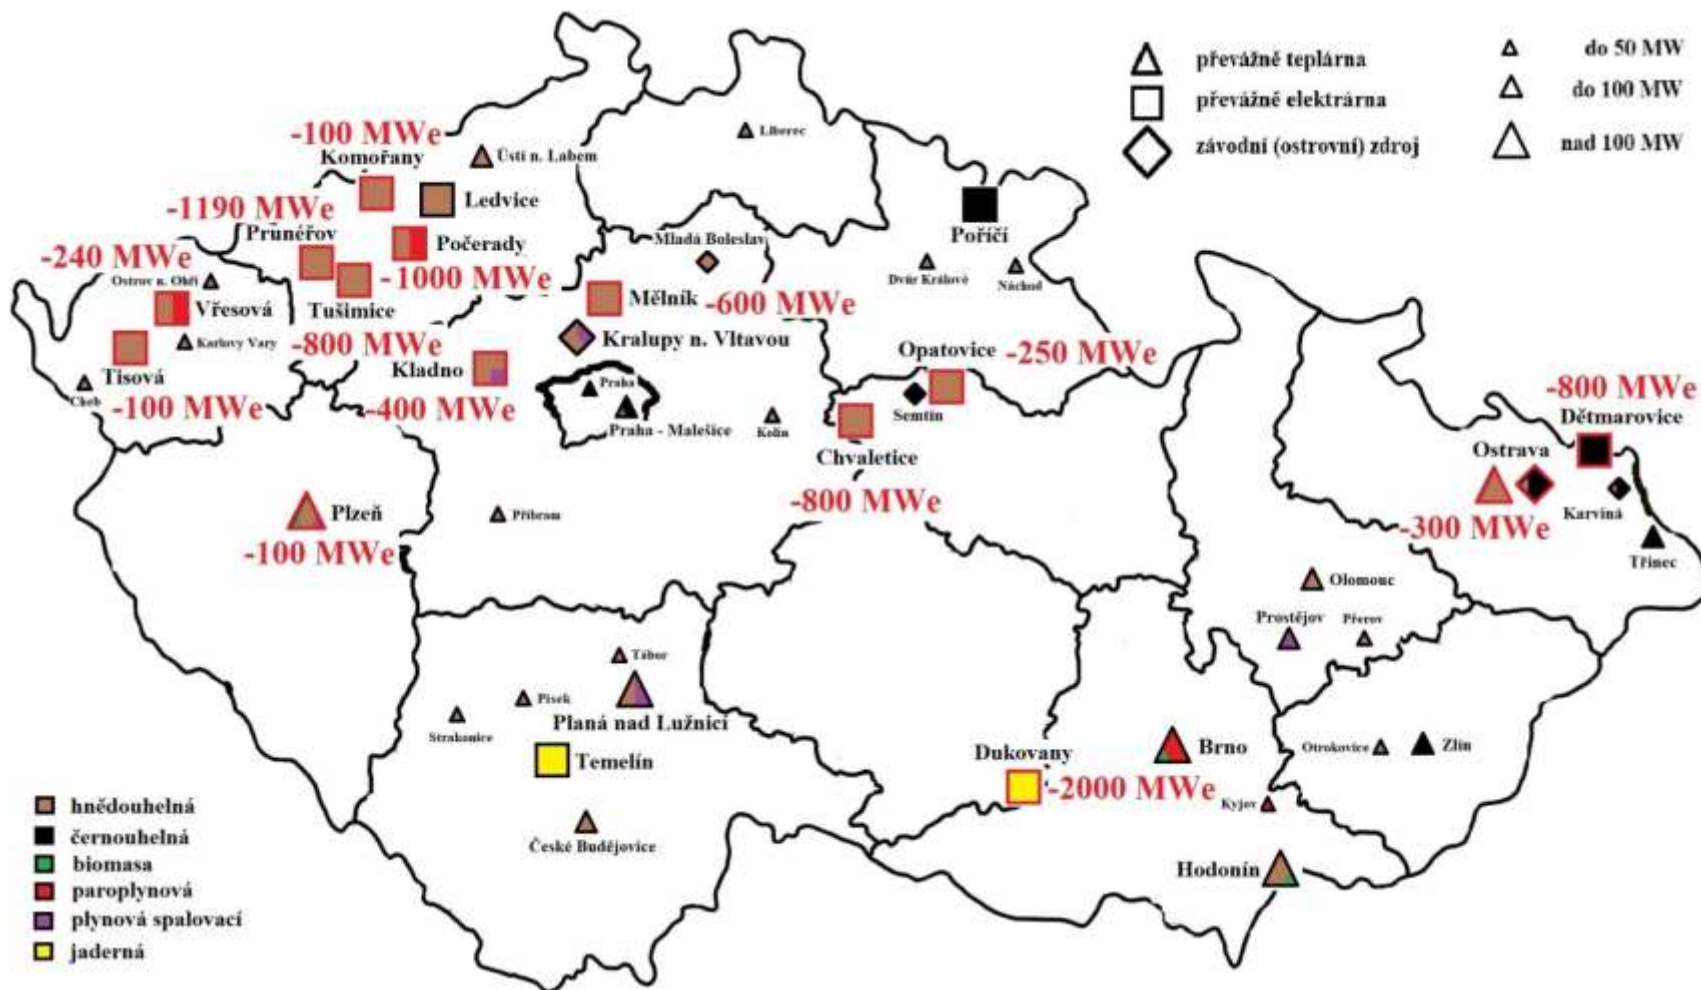 převážně teplárna
převážně elektrárna
závodní (ostrovní) zdroj
do 50 MW
do 100 MW
nad 100 MW
-100 MWe
Komořany
Ústí n. Labem
Liberec
Ledvice
-1190 MWe
Prunéřov
Počerady
-1000 MWe
Tušimice
-800 MWe
-240 MWe
Ostrov n. Ohří
Vřesová
Karlovy Vary
Tisová
-100 MWe
Cheb
Kladno
-400 MWe
Mladá Boleslav
Mělník
-600 MWe
Kralupy n. Vltavou
Praha
Praha - Malešice
Kolín
Poříčí
Dvůr Králové
Náchod
Opatovice
-250 MWe
Semtín
Chvaletice
-800 MWe
-800 MWe
Dětmarovice
Ostrava
-300 MWe
Karviná
Třinec
Plzeň
-100 MWe
Příbram
Olomouc
Prostějov
Přerov
Tábor
Písek
Planá nad Lužnicí
Strakonice
Temelín
České Budějovice
Dukovany
-2000 MWe
Brno
Otrokovice
Zlín
Kyjov
Hodonín
hnědouhelná
černouhelná
biomasa
paroplynová
plynová spalovací
jaderná